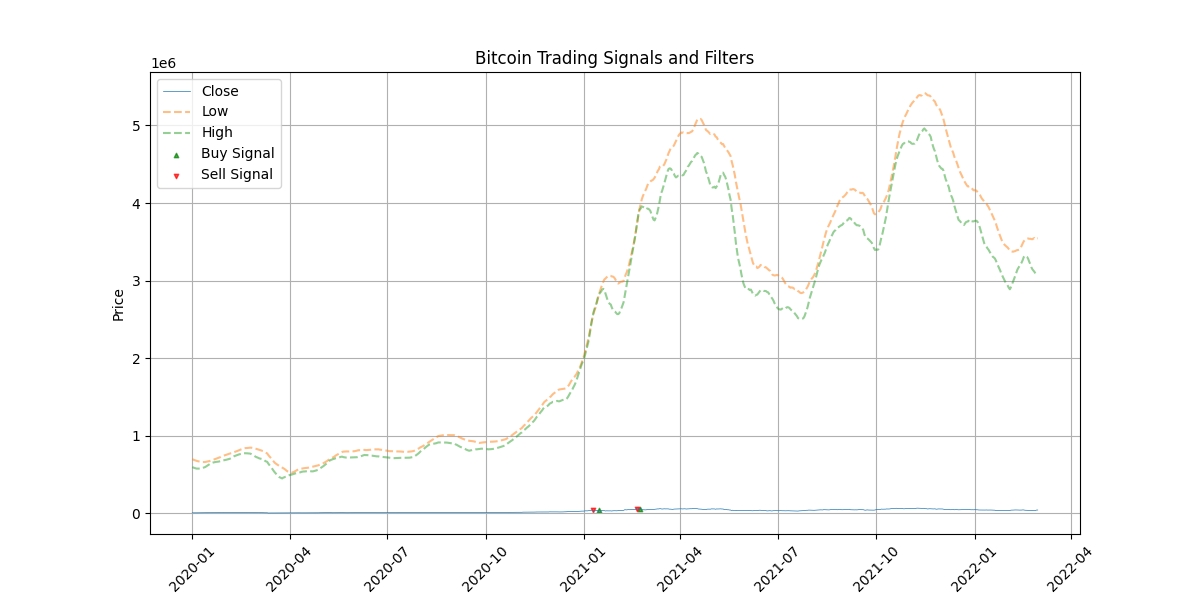 Bitcoin Trading Signals and Filters
1e6
Close
Low
High
Buy Signal
Sell Signal
5
4
3
2
1
0
Price
2020-01
2020-04
2020-07
2020-10
2021-01
2021-04
2021-07
2021-10
2022-01
2022-04